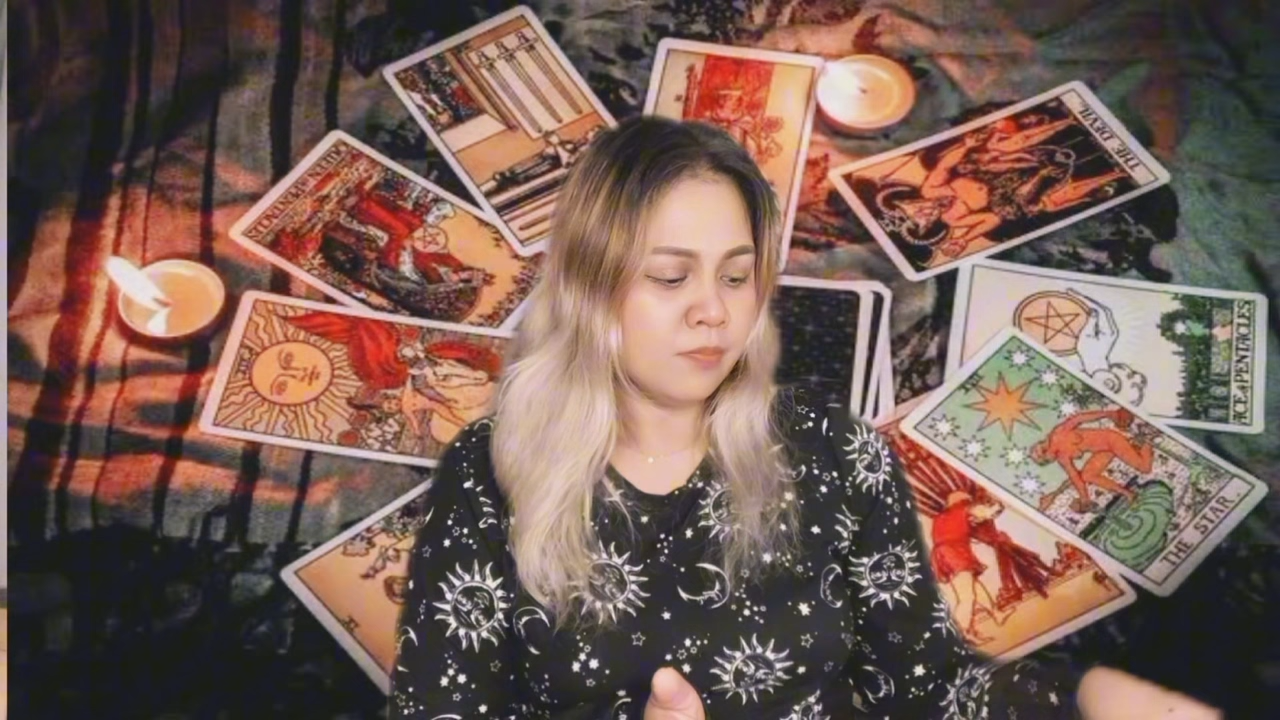 THE DEVIL.
QUEEN of PENTACLES
ACE of PENTACLES
THE STAR.